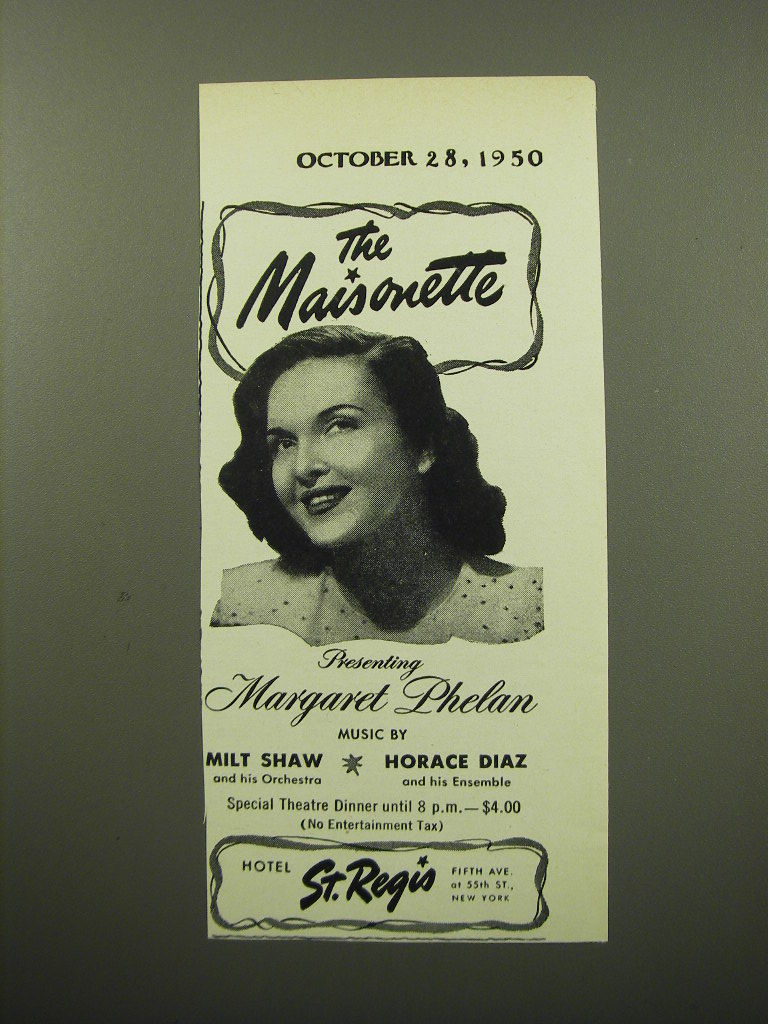 OCTOBER 28, 1950
The
Maisonette
Presenting
Margaret Phelan
MUSIC BY
MILT SHAW HORACE DIAZ
and his Orchestra and his Ensemble
Special Theatre Dinner until 8 p.m.—$4.00
(No Entertainment Tax)
HOTEL St. Regis FIFTH AVE.
at 55th ST.,
NEW YORK